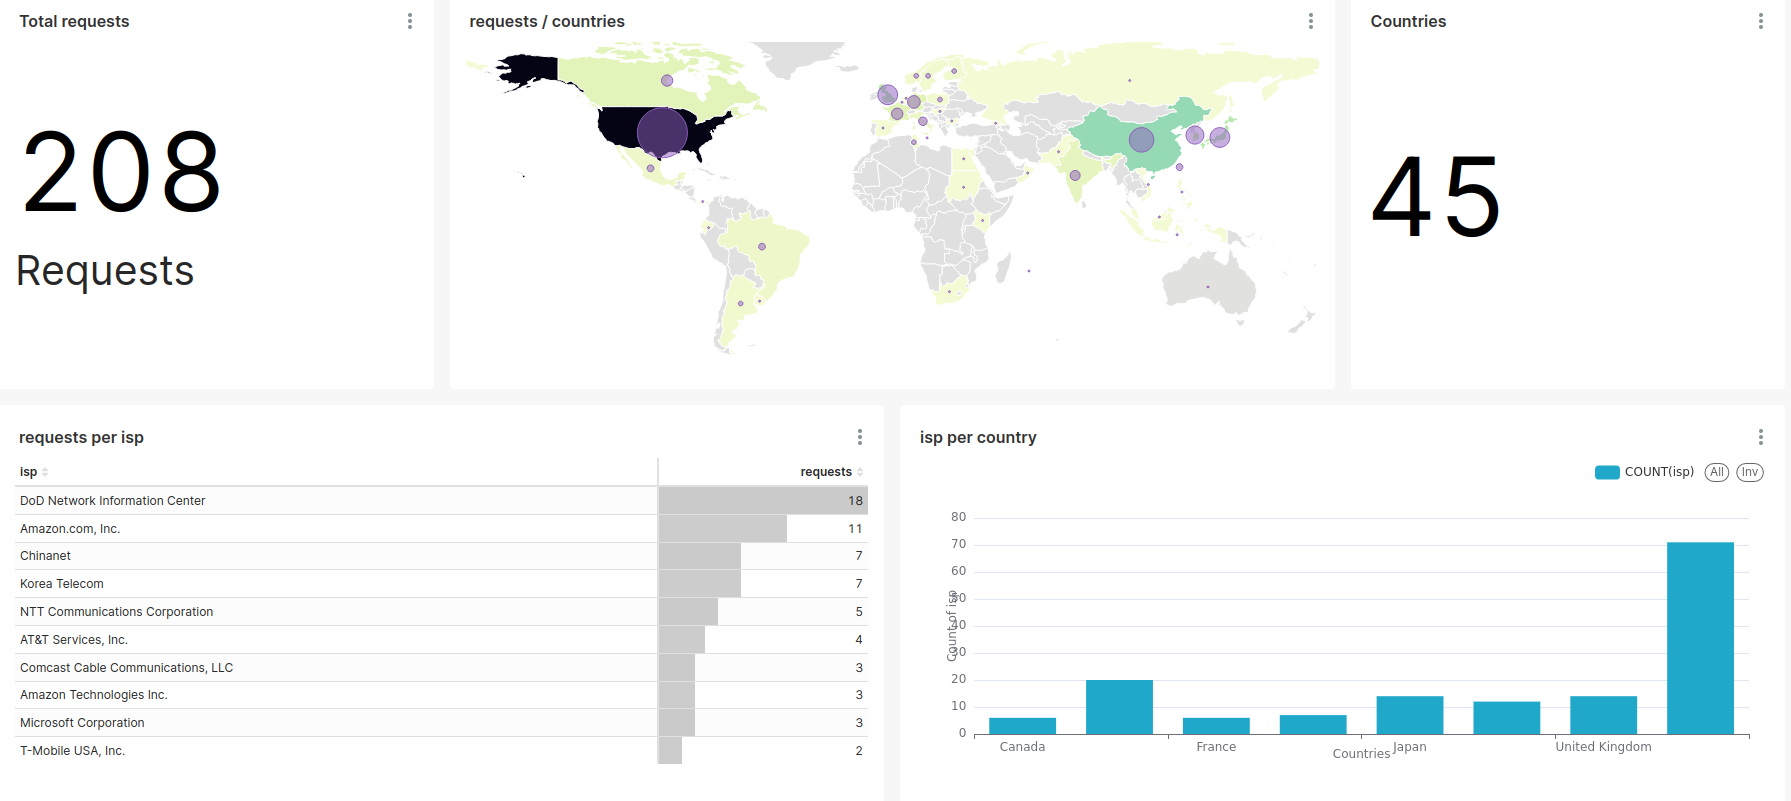 Total requests
requests / countries
Countries
208
Requests
45
requests per isp
isp requests
DoD Network Information Center 18
Amazon.com, Inc. 11
Chinanet 7
Korea Telecom 7
NTT Communications Corporation 5
AT&T Services, Inc. 4
Comcast Cable Communications, LLC 3
Amazon Technologies Inc. 3
Microsoft Corporation 3
T-Mobile USA, Inc. 2
isp per country
COUNT(isp) All Inv
Count of isp
80
70
60
50
40
30
20
10
0
Canada France Japan United Kingdom
Countries